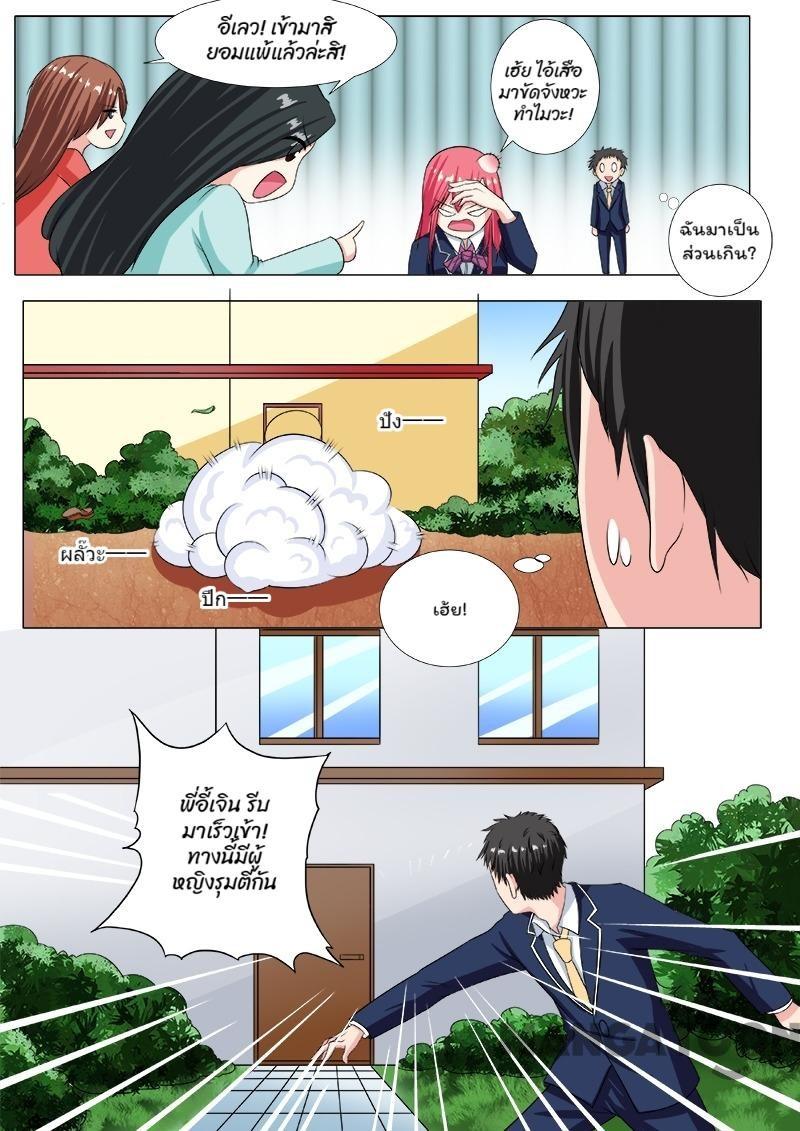 อีเลว! เข้ามาสิ
ยอมแพ้แล้วล่ะสิ!
เฮ้ย ไอ้เสือ
มาขัดจังหวะ
ทำไมวะ!
ฉันมาเป็น
ส่วนเกิน?
ปัง——
ผลั๊วะ——
ปึก——
เฮ้ย!
พี่อี้เจิน รีบ
มาเร็วเข้า!
ทางนี้มีผู้
หญิงรุมตีกัน
MANGATOON